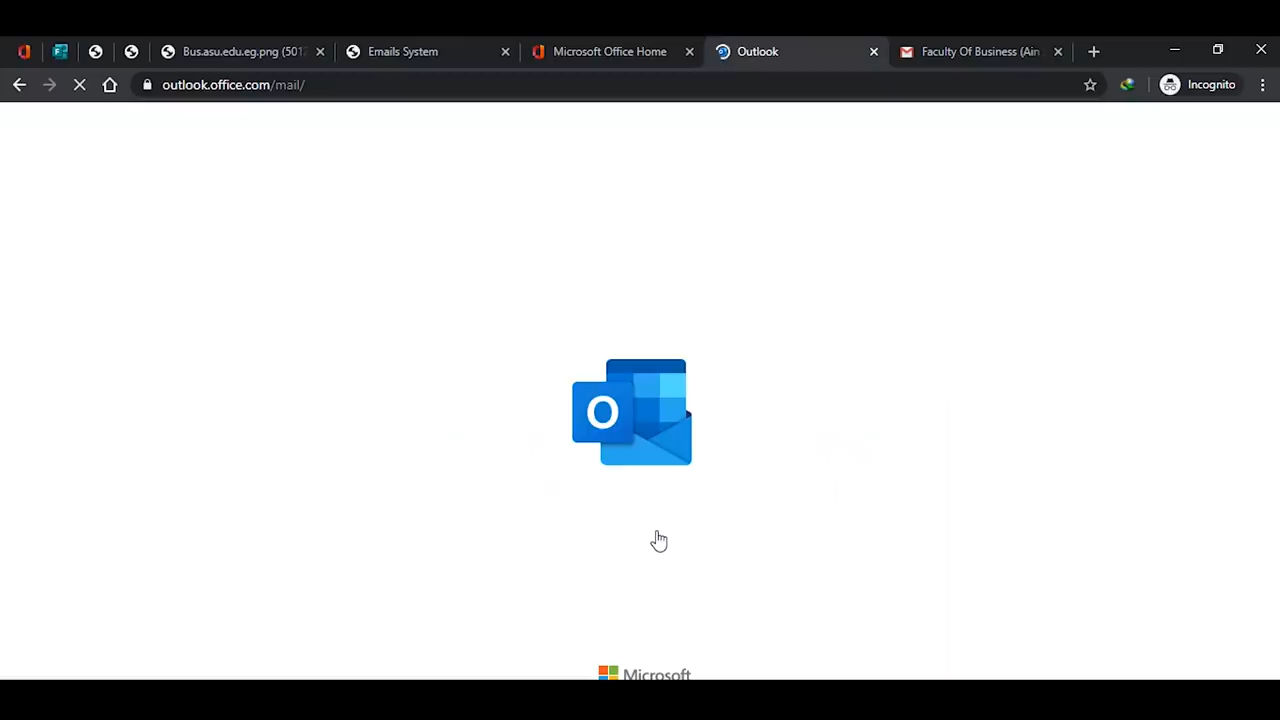 Bus.asu.edu.eg.png (501
Emails System
Microsoft Office Home
Outlook
Faculty Of Business (Ain
outlook.office.com/mail/
Incognito
O
Microsoft